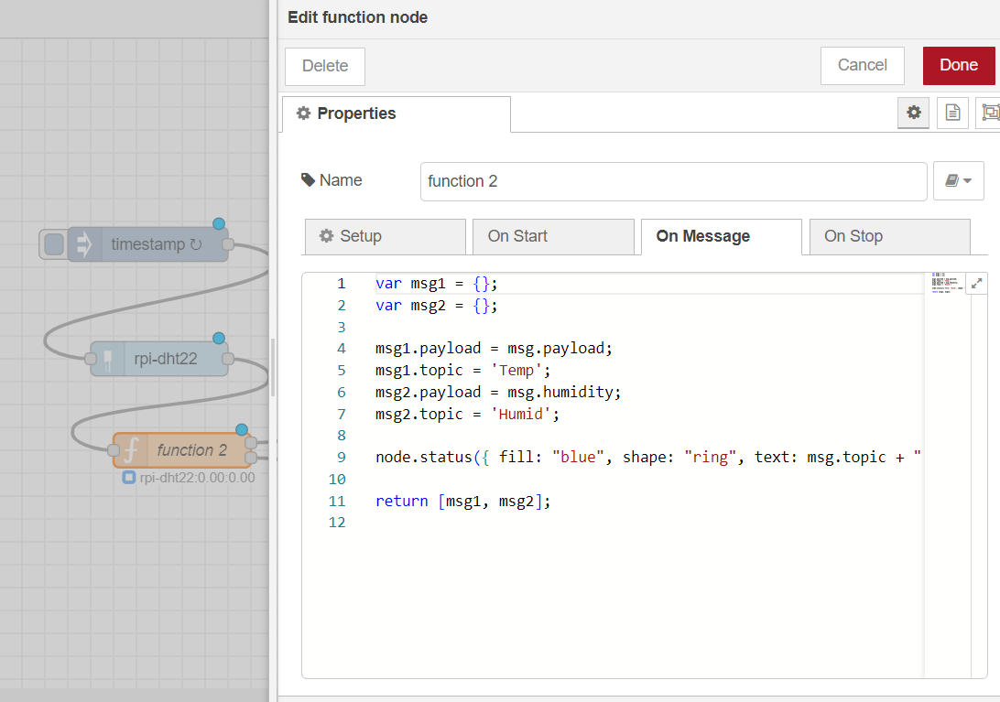 Edit function node
Delete
Cancel
Done
Properties
Name
function 2
Setup
On Start
On Message
On Stop
timestamp ↻
rpi-dht22
function 2
rpi-dht22:0.00:0.00
1 var msg1 = {};
2 var msg2 = {};
3
4 msg1.payload = msg.payload;
5 msg1.topic = 'Temp';
6 msg2.payload = msg.humidity;
7 msg2.topic = 'Humid';
8
9 node.status({ fill: "blue", shape: "ring", text: msg.topic + "
10
11 return [msg1, msg2];
12